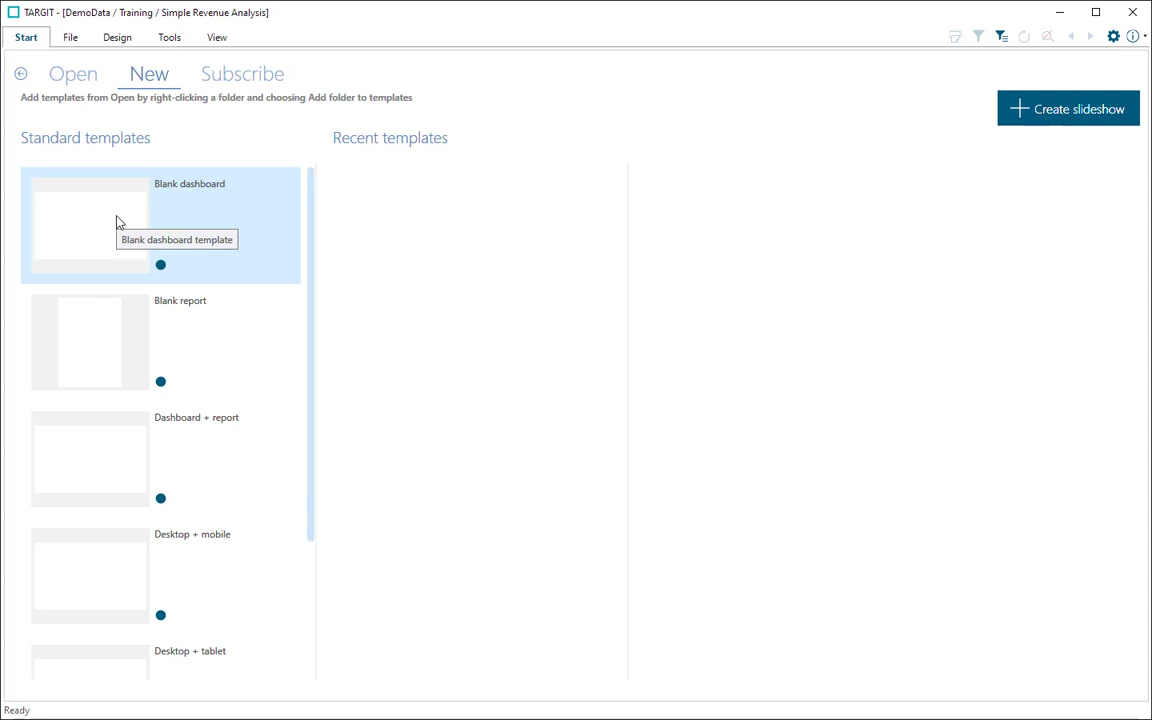 TARGIT - [DemoData / Training / Simple Revenue Analysis]
Start File Design Tools View
Open New Subscribe
Add templates from Open by right-clicking a folder and choosing Add folder to templates
Create slideshow
Standard templates Recent templates
Blank dashboard
Blank dashboard template
Blank report
Dashboard + report
Desktop + mobile
Desktop + tablet
Ready